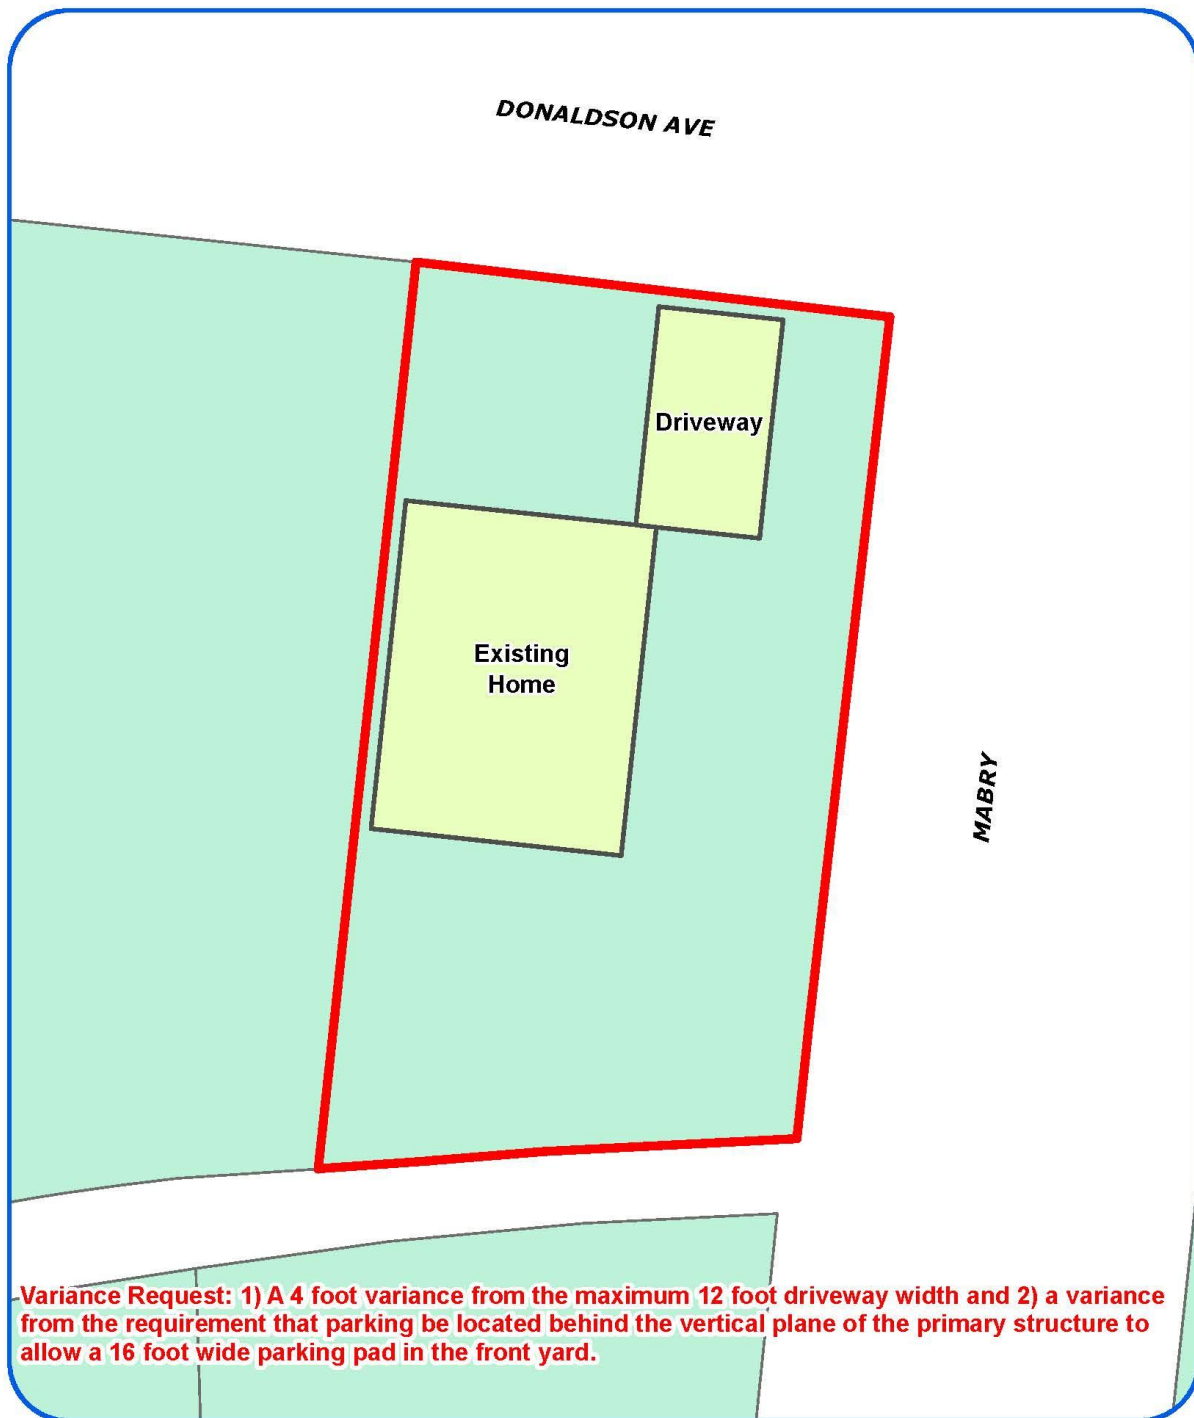 DONALDSON AVE
Driveway
Existing
Home
MABRY
Variance Request: 1) A 4 foot variance from the maximum 12 foot driveway width and 2) a variance
from the requirement that parking be located behind the vertical plane of the primary structure to
allow a 16 foot wide parking pad in the front yard.